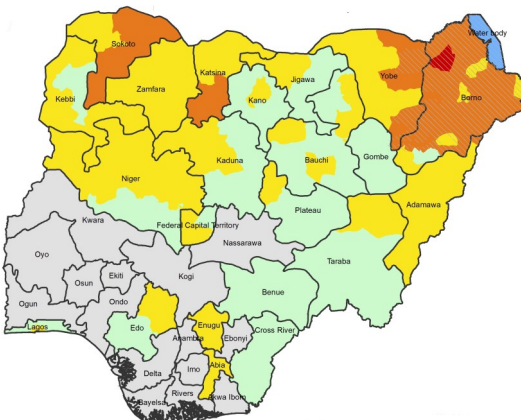 Water body
Sokoto
Katsina
Yobe
Jigawa
Zamfara
Kebbi
Kano
Borno
Kaduna
Bauchi
Gombe
Niger
Adamawa
Plateau
Kwara
Federal Capital Territory
Nassarawa
Oyo
Taraba
Kogi
Ekiti
Osun
Benue
Ogun
Ondo
Lagos
Edo
Enugu
Cross River
Anambra
Ebonyi
Imo
Abia
Delta
Rivers
Akwa Ibom
Bayelsa